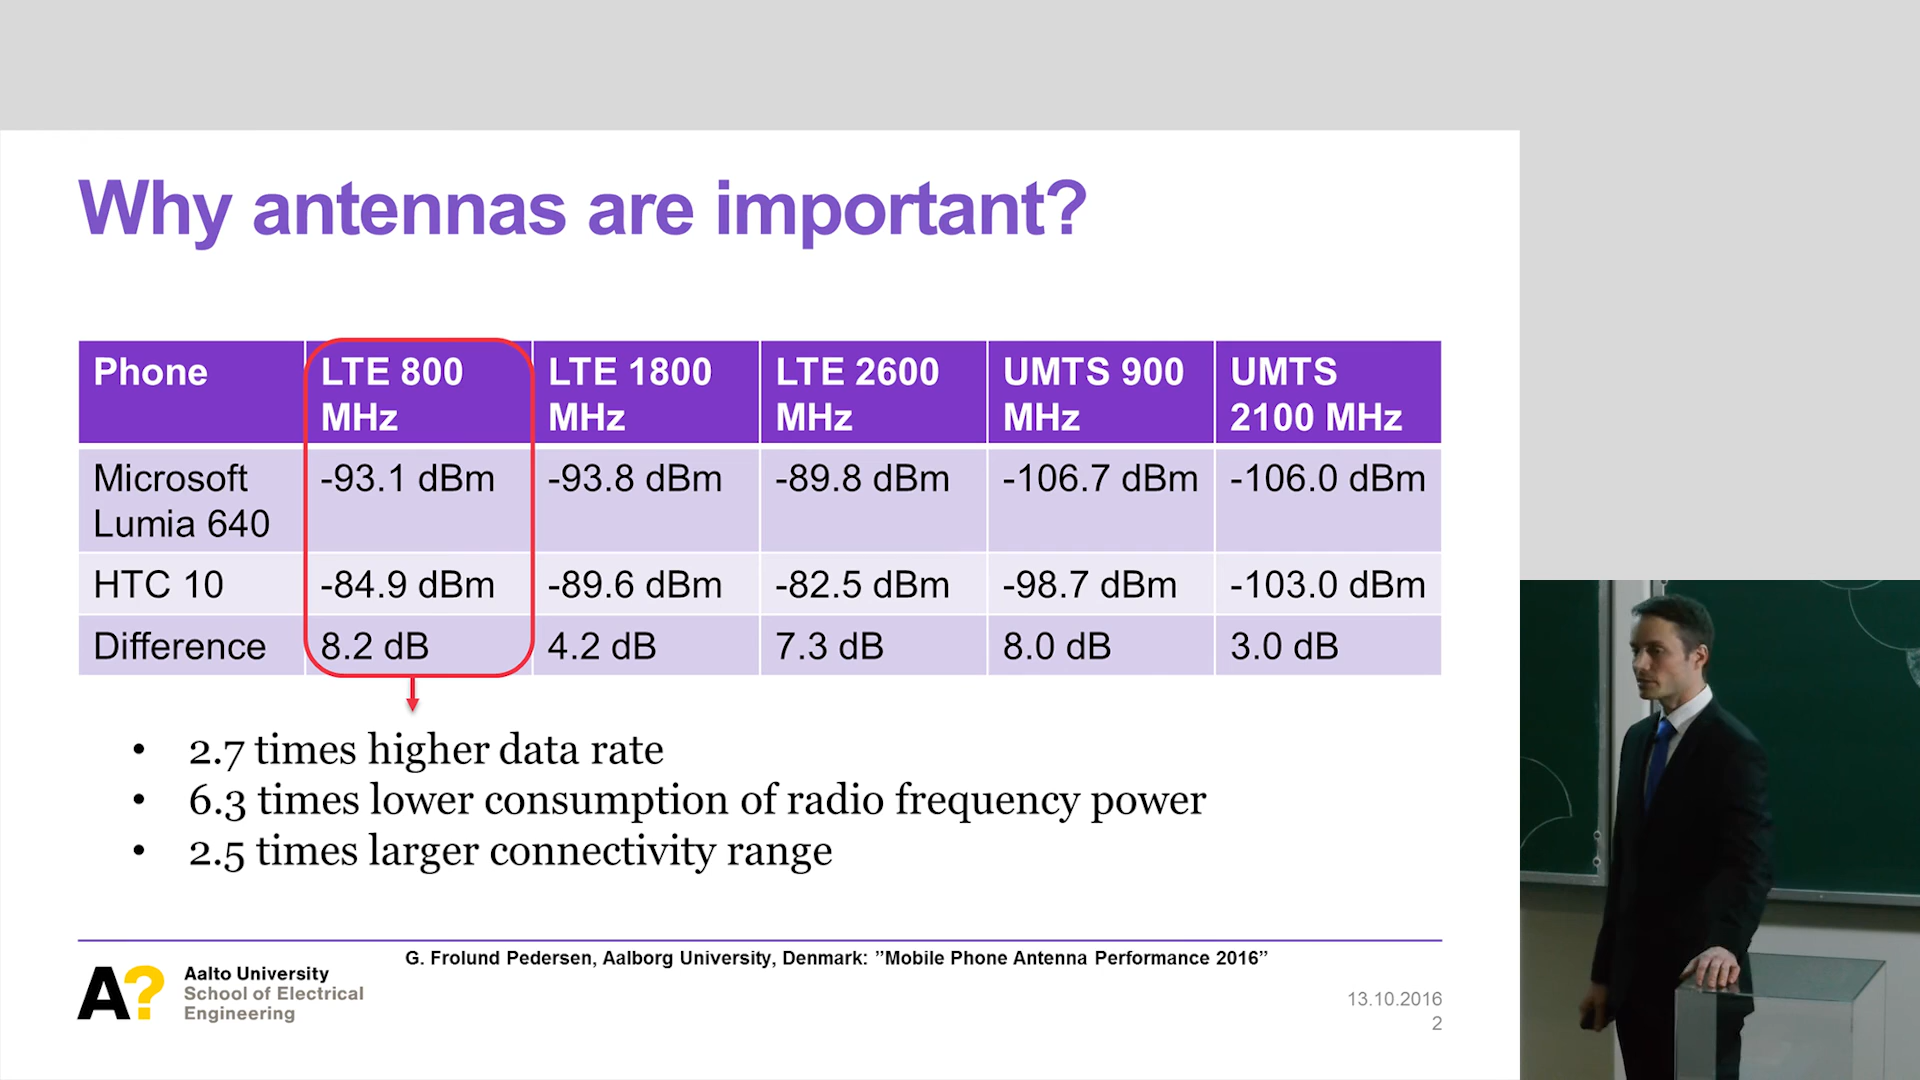 Why antennas are important?
Phone
LTE 800
MHz
LTE 1800
MHz
LTE 2600
MHz
UMTS 900
MHz
UMTS
2100 MHz
Microsoft
Lumia 640
-93.1 dBm
-93.8 dBm
-89.8 dBm
-106.7 dBm
-106.0 dBm
HTC 10
-84.9 dBm
-89.6 dBm
-82.5 dBm
-98.7 dBm
-103.0 dBm
Difference
8.2 dB
4.2 dB
7.3 dB
8.0 dB
3.0 dB
• 2.7 times higher data rate
• 6.3 times lower consumption of radio frequency power
• 2.5 times larger connectivity range
G. Frolund Pedersen, Aalborg University, Denmark: ”Mobile Phone Antenna Performance 2016”
A?
Aalto University
School of Electrical
Engineering
13.10.2016
2